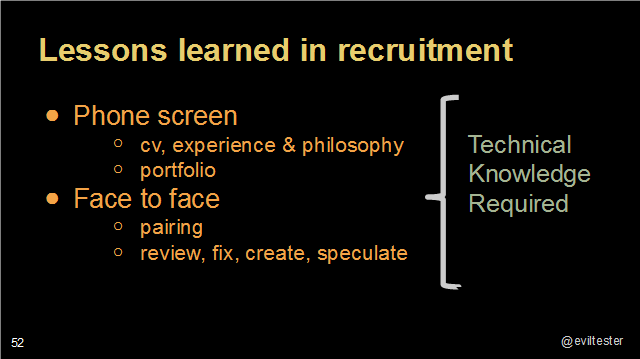 Lessons learned in recruitment
● Phone screen
○ cv, experience & philosophy
○ portfolio
● Face to face
○ pairing
○ review, fix, create, speculate
Technical
Knowledge
Required
52
@eviltester